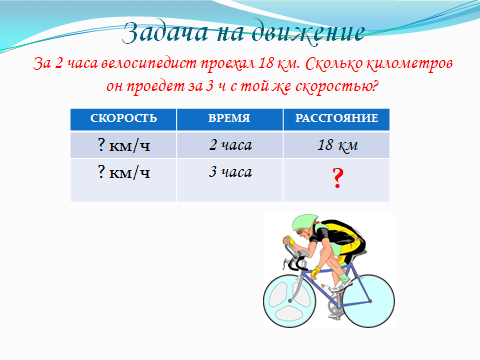 Задача на движение
За 2 часа велосипедист проехал 18 км. Сколько километров
он проедет за 3 ч с той же скоростью?
СКОРОСТЬ ВРЕМЯ РАССТОЯНИЕ
? км/ч 2 часа 18 км
? км/ч 3 часа ?